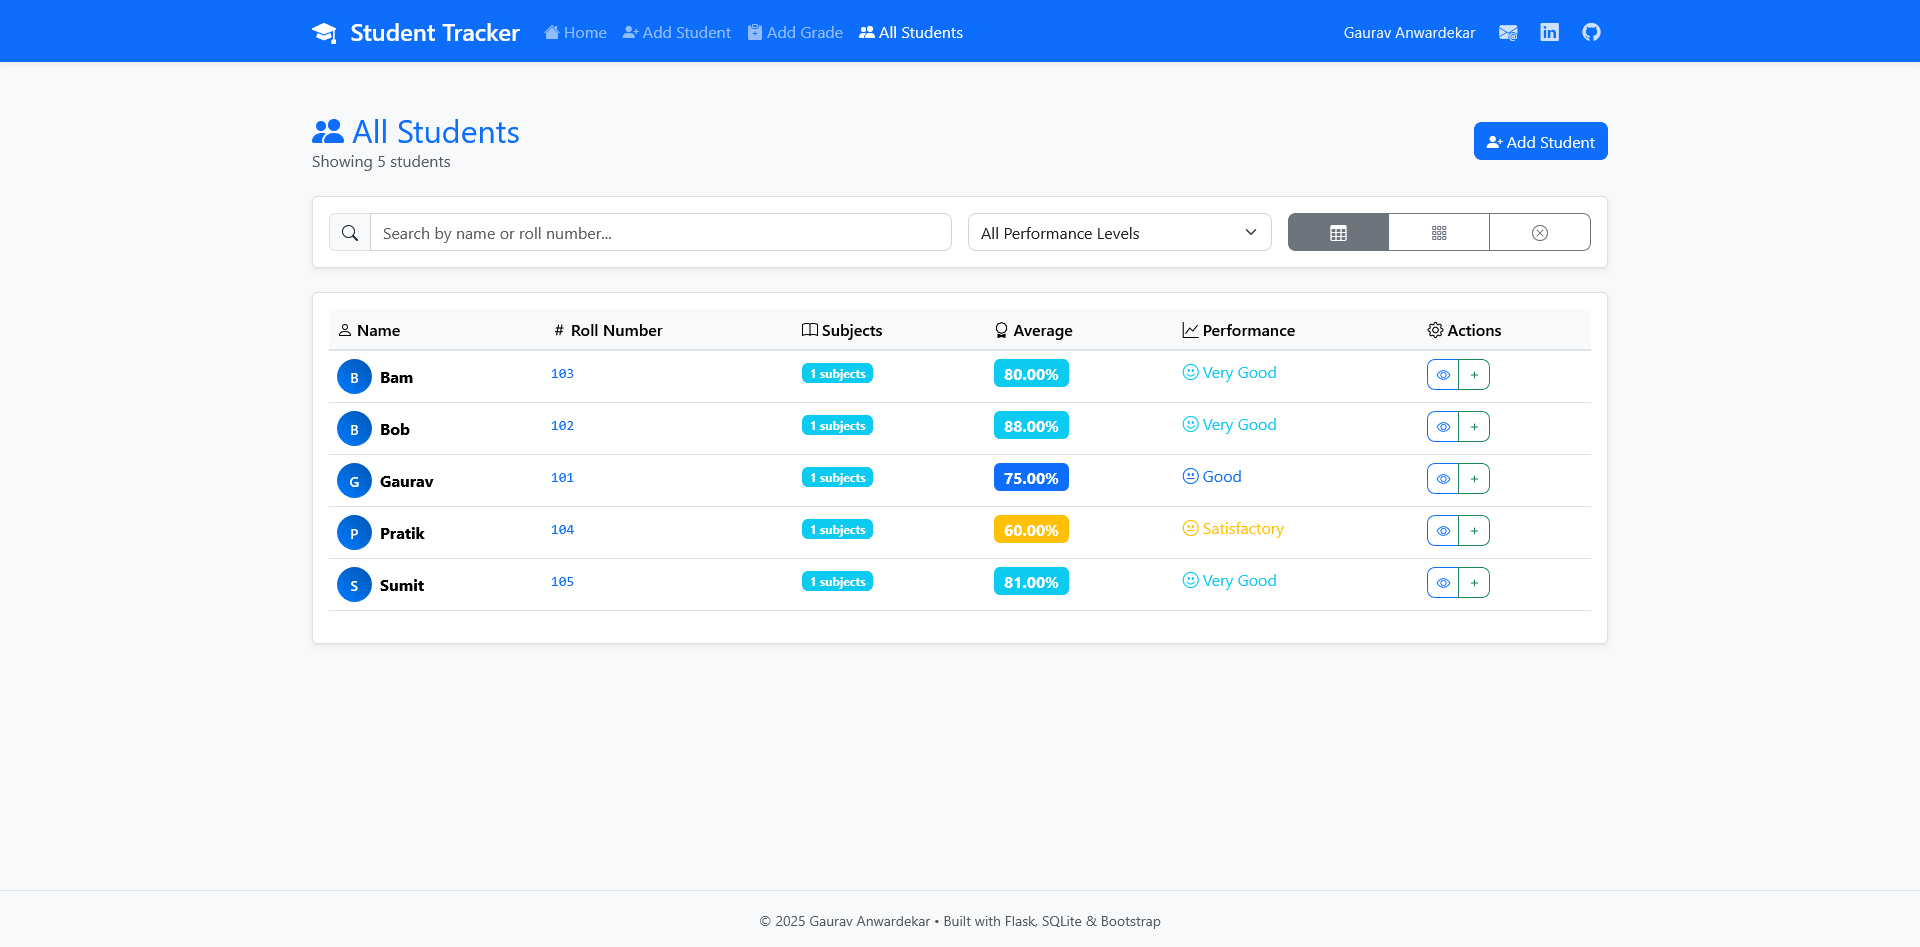 Student Tracker Home Add Student Add Grade All Students Gaurav Anwardekar
All Students
Showing 5 students
Add Student
Search by name or roll number... All Performance Levels
Name # Roll Number Subjects Average Performance Actions
B Bam 103 1 subjects 80.00% Very Good +
B Bob 102 1 subjects 88.00% Very Good +
G Gaurav 101 1 subjects 75.00% Good +
P Pratik 104 1 subjects 60.00% Satisfactory +
S Sumit 105 1 subjects 81.00% Very Good +
© 2025 Gaurav Anwardekar • Built with Flask, SQLite & Bootstrap